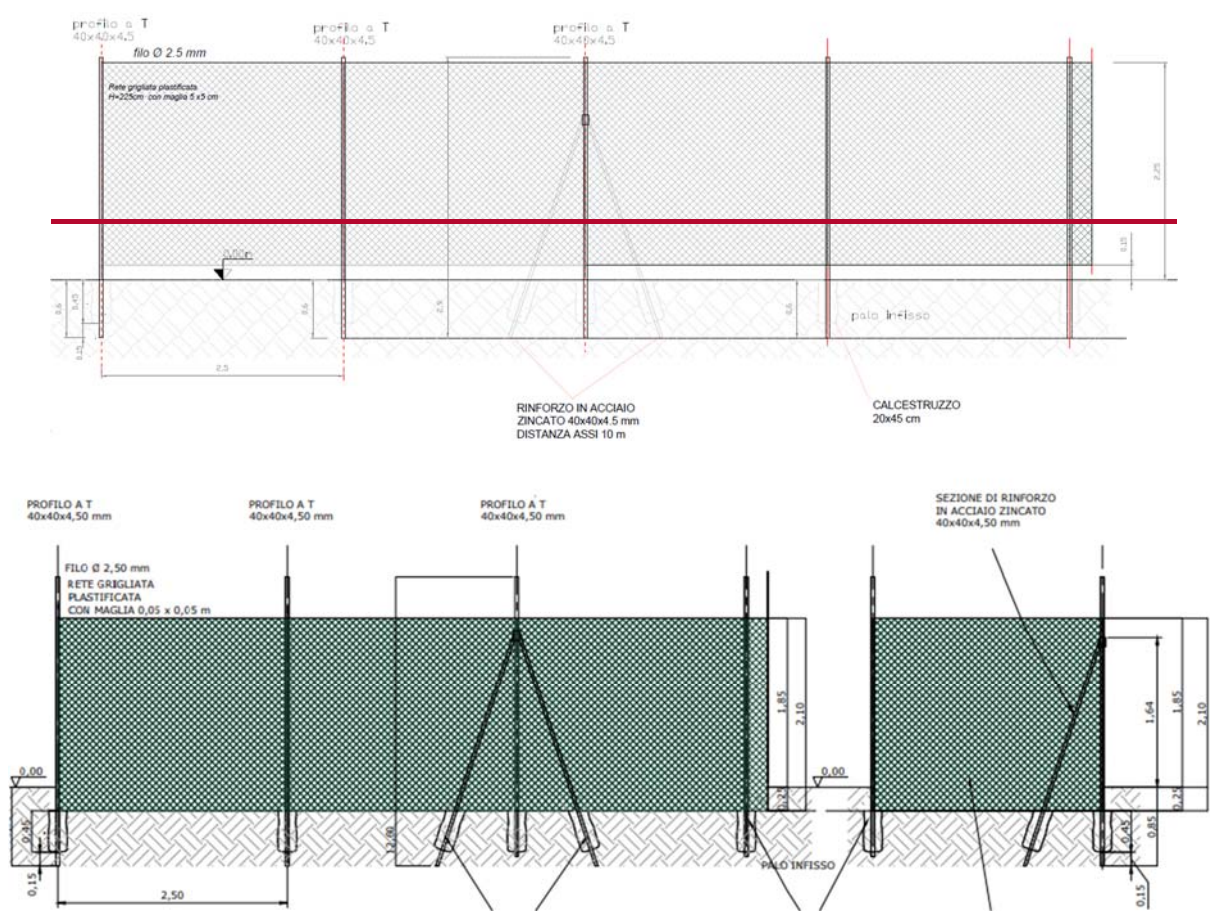 profilo a T
40x40x4.5
profilo a T
40x40x4.5
profilo a T
40x40x4.5
filo Ø 2.5 mm
Rete grigliata plastificata
H=225cm con maglia 5 x5 cm
2,25
0,15
0,00m
0,6
0,45
0,15
0,6
2,9
0,6
palo Infisso
2,5
RINFORZO IN ACCIAIO
ZINCATO 40x40x4.5 mm
DISTANZA ASSI 10 m
CALCESTRUZZO
20x45 cm
PROFILO A T
40x40x4,50 mm
PROFILO A T
40x40x4,50 mm
PROFILO A T
40x40x4,50 mm
SEZIONE DI RINFORZO
IN ACCIAIO ZINCATO
40x40x4,50 mm
FILO Ø 2,50 mm
RETE GRIGLIATA
PLASTIFICATA
CON MAGLIA 0,05 x 0,05 m
1,85
2,10
1,64
1,85
2,10
0,00
0,00
0,25
0,25
0,45
0,45
0,85
0,15
0,15
PALO INFISSO
2,50